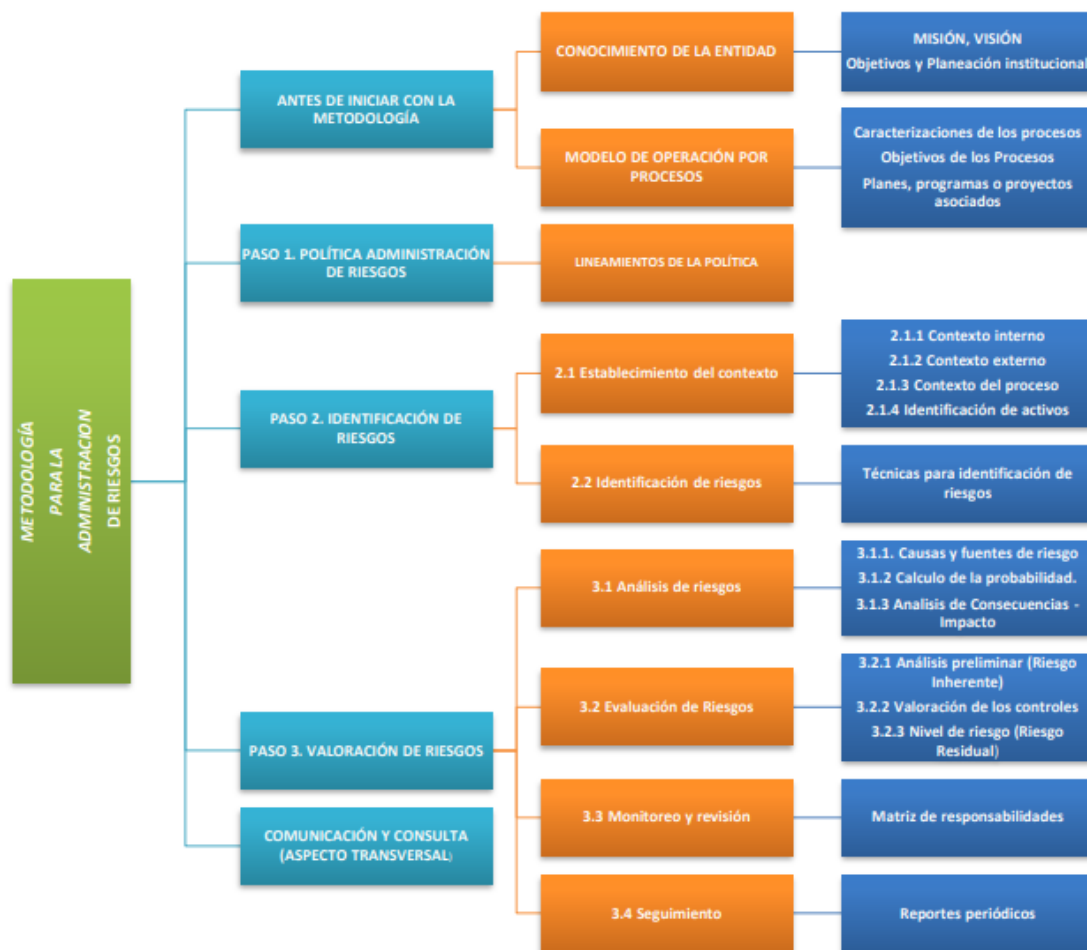 METODOLOGÍA
PARA LA
ADMINISTRACION
DE RIESGOS
ANTES DE INICIAR CON LA
METODOLOGÍA
CONOCIMIENTO DE LA ENTIDAD
MISIÓN, VISIÓN
Objetivos y Planeación institucional
MODELO DE OPERACIÓN POR
PROCESOS
Caracterizaciones de los procesos
Objetivos de los Procesos
Planes, programas o proyectos
asociados
PASO 1. POLÍTICA ADMINISTRACIÓN
DE RIESGOS
LINEAMIENTOS DE LA POLÍTICA
PASO 2. IDENTIFICACIÓN DE
RIESGOS
2.1 Establecimiento del contexto
2.1.1 Contexto interno
2.1.2 Contexto externo
2.1.3 Contexto del proceso
2.1.4 Identificación de activos
2.2 Identificación de riesgos
Técnicas para identificación de
riesgos
PASO 3. VALORACIÓN DE RIESGOS
3.1 Análisis de riesgos
3.1.1. Causas y fuentes de riesgo
3.1.2 Calculo de la probabilidad.
3.1.3 Analisis de Consecuencias -
Impacto
3.2 Evaluación de Riesgos
3.2.1 Análisis preliminar (Riesgo
Inherente)
3.2.2 Valoración de los controles
3.2.3 Nivel de riesgo (Riesgo
Residual)
3.3 Monitoreo y revisión
Matriz de responsabilidades
3.4 Seguimiento
Reportes periódicos
COMUNICACIÓN Y CONSULTA
(ASPECTO TRANSVERSAL)